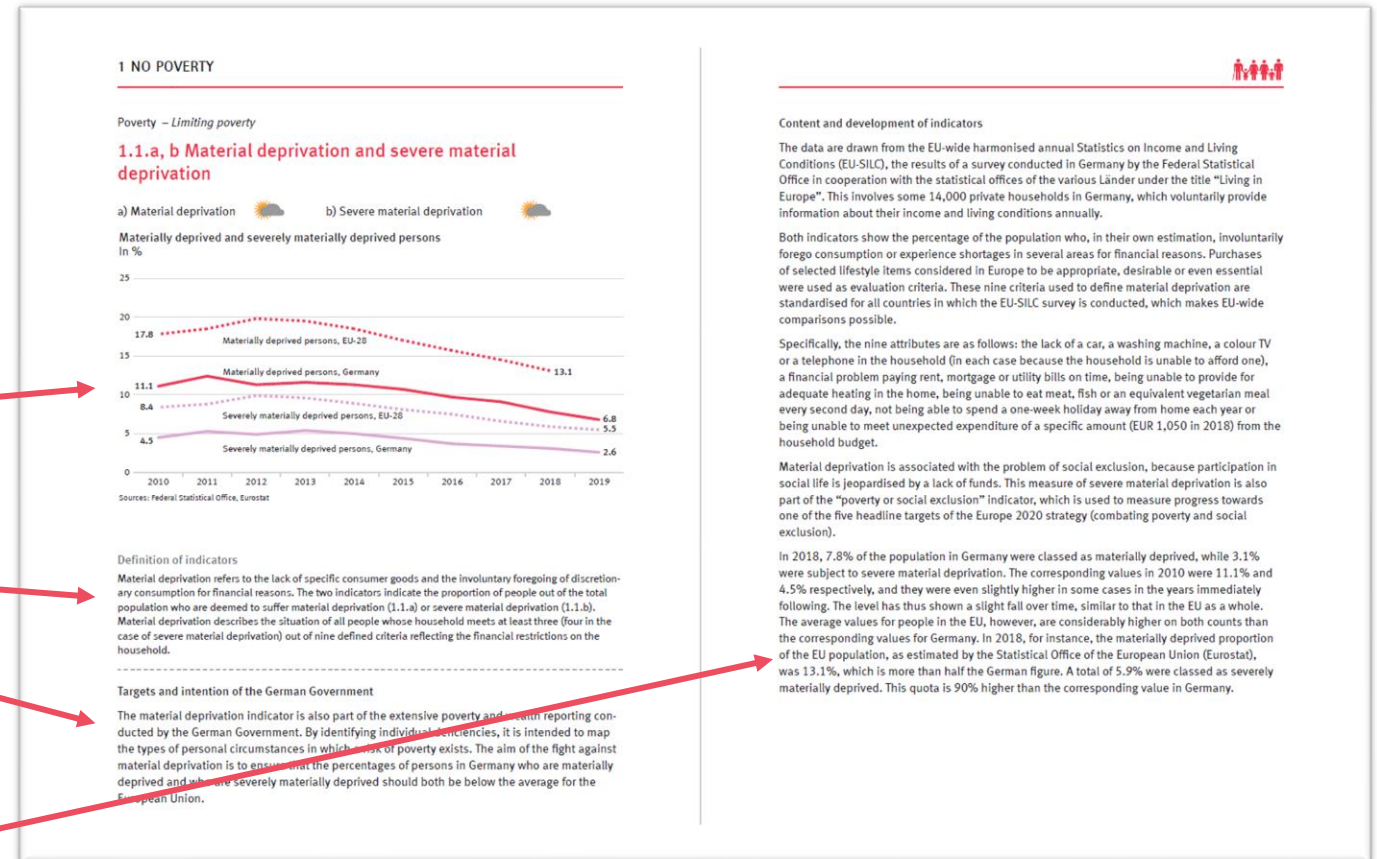 1 NO POVERTY
Poverty – Limiting poverty
1.1.a, b Material deprivation and severe material
deprivation
a) Material deprivation b) Severe material deprivation
Materially deprived and severely materially deprived persons
In %
25
20
17.8
Materially deprived persons, EU-28
15
13.1
Materially deprived persons, Germany
11.1
10
8.4
Severely materially deprived persons, EU-28
6.8
5.5
5
4.5
Severely materially deprived persons, Germany
2.6
0
2010 2011 2012 2013 2014 2015 2016 2017 2018 2019
Sources: Federal Statistical Office, Eurostat
Definition of indicators
Material deprivation refers to the lack of specific consumer goods and the involuntary foregoing of discretion-
ary consumption for financial reasons. The two indicators indicate the proportion of people out of the total
population who are deemed to suffer material deprivation (1.1.a) or severe material deprivation (1.1.b).
Material deprivation describes the situation of all people whose household meets at least three (four in the
case of severe material deprivation) out of nine defined criteria reflecting the financial restrictions on the
household.
Targets and intention of the German Government
The material deprivation indicator is also part of the extensive poverty and wealth reporting con-
ducted by the German Government. By identifying individual deficiencies, it is intended to map
the types of personal circumstances in which a risk of poverty exists. The aim of the fight against
material deprivation is to ensure that the percentages of persons in Germany who are materially
deprived and who are severely materially deprived should both be below the average for the
European Union.
Content and development of indicators
The data are drawn from the EU-wide harmonised annual Statistics on Income and Living
Conditions (EU-SILC), the results of a survey conducted in Germany by the Federal Statistical
Office in cooperation with the statistical offices of the various Länder under the title “Living in
Europe”. This involves some 14,000 private households in Germany, which voluntarily provide
information about their income and living conditions annually.
Both indicators show the percentage of the population who, in their own estimation, involuntarily
forego consumption or experience shortages in several areas for financial reasons. Purchases
of selected lifestyle items considered in Europe to be appropriate, desirable or even essential
were used as evaluation criteria. These nine criteria used to define material deprivation are
standardised for all countries in which the EU-SILC survey is conducted, which makes EU-wide
comparisons possible.
Specifically, the nine attributes are as follows: the lack of a car, a washing machine, a colour TV
or a telephone in the household (in each case because the household is unable to afford one),
a financial problem paying rent, mortgage or utility bills on time, being unable to provide for
adequate heating in the home, being unable to eat meat, fish or an equivalent vegetarian meal
every second day, not being able to spend a one-week holiday away from home each year or
being unable to meet unexpected expenditure of a specific amount (EUR 1,050 in 2018) from the
household budget.
Material deprivation is associated with the problem of social exclusion, because participation in
social life is jeopardised by a lack of funds. This measure of severe material deprivation is also
part of the “poverty or social exclusion” indicator, which is used to measure progress towards
one of the five headline targets of the Europe 2020 strategy (combating poverty and social
exclusion).
In 2018, 7.8% of the population in Germany were classed as materially deprived, while 3.1%
were subject to severe material deprivation. The corresponding values in 2010 were 11.1% and
4.5% respectively, and they were even slightly higher in some cases in the years immediately
following. The level has thus shown a slight fall over time, similar to that in the EU as a whole.
The average values for people in the EU, however, are considerably higher on both counts than
the corresponding values for Germany. In 2018, for instance, the materially deprived proportion
of the EU population, as estimated by the Statistical Office of the European Union (Eurostat),
was 13.1%, which is more than half the German figure. A total of 5.9% were classed as severely
materially deprived. This quota is 90% higher than the corresponding value in Germany.